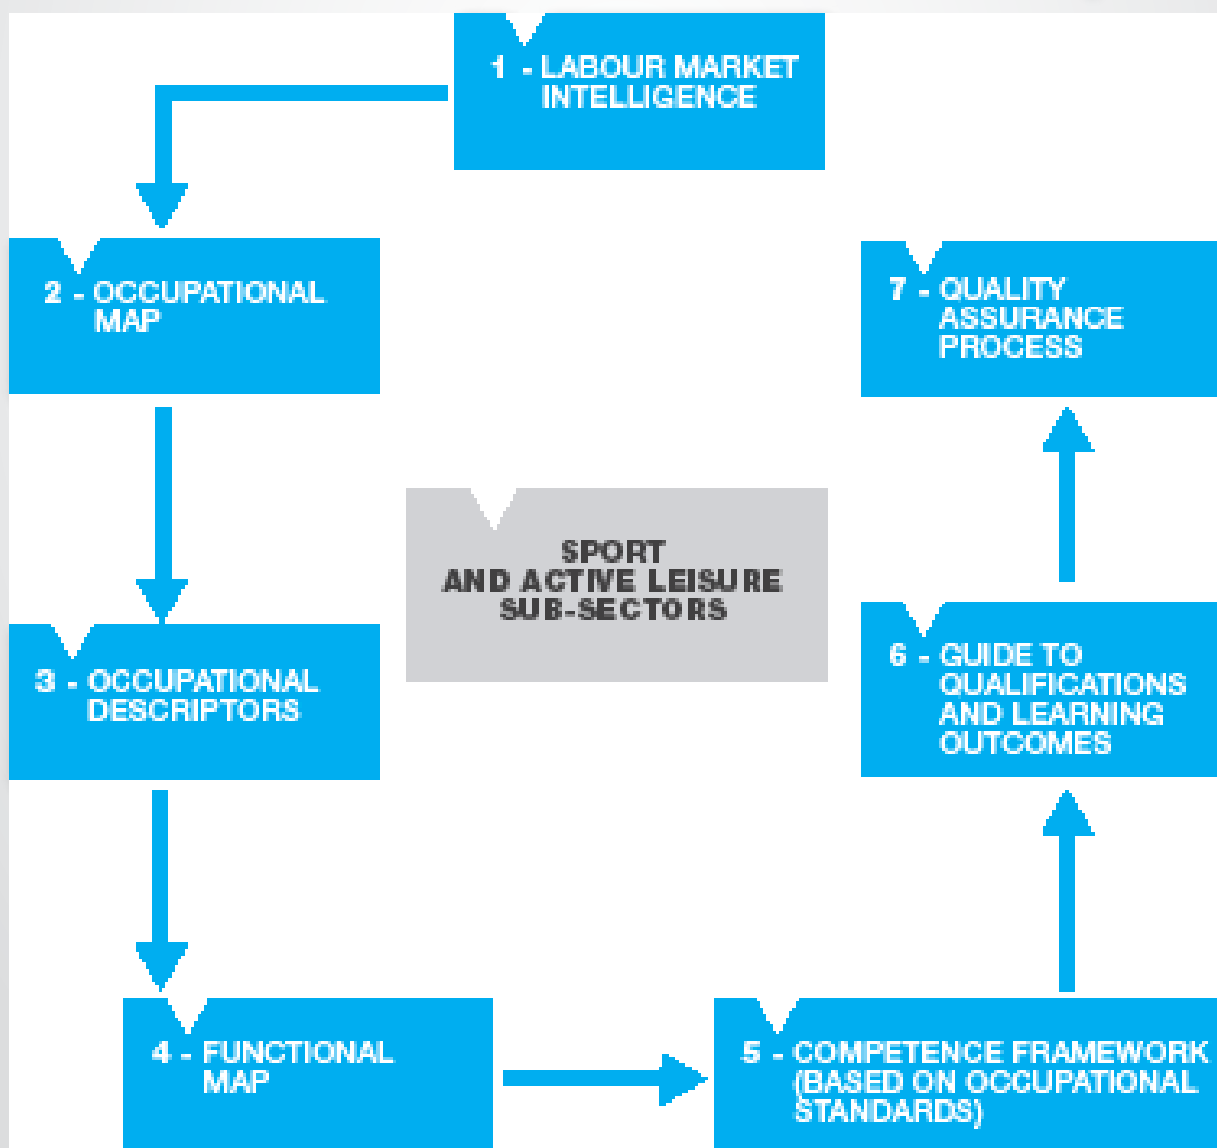 1 - LABOUR MARKET
INTELLIGENCE
2 - OCCUPATIONAL
MAP
7 - QUALITY
ASSURANCE
PROCESS
SPORT
AND ACTIVE LEISURE
SUB-SECTORS
3 - OCCUPATIONAL
DESCRIPTORS
6 - GUIDE TO
QUALIFICATIONS
AND LEARNING
OUTCOMES
4 - FUNCTIONAL
MAP
5 - COMPETENCE FRAMEWORK
(BASED ON OCCUPATIONAL
STANDARDS)